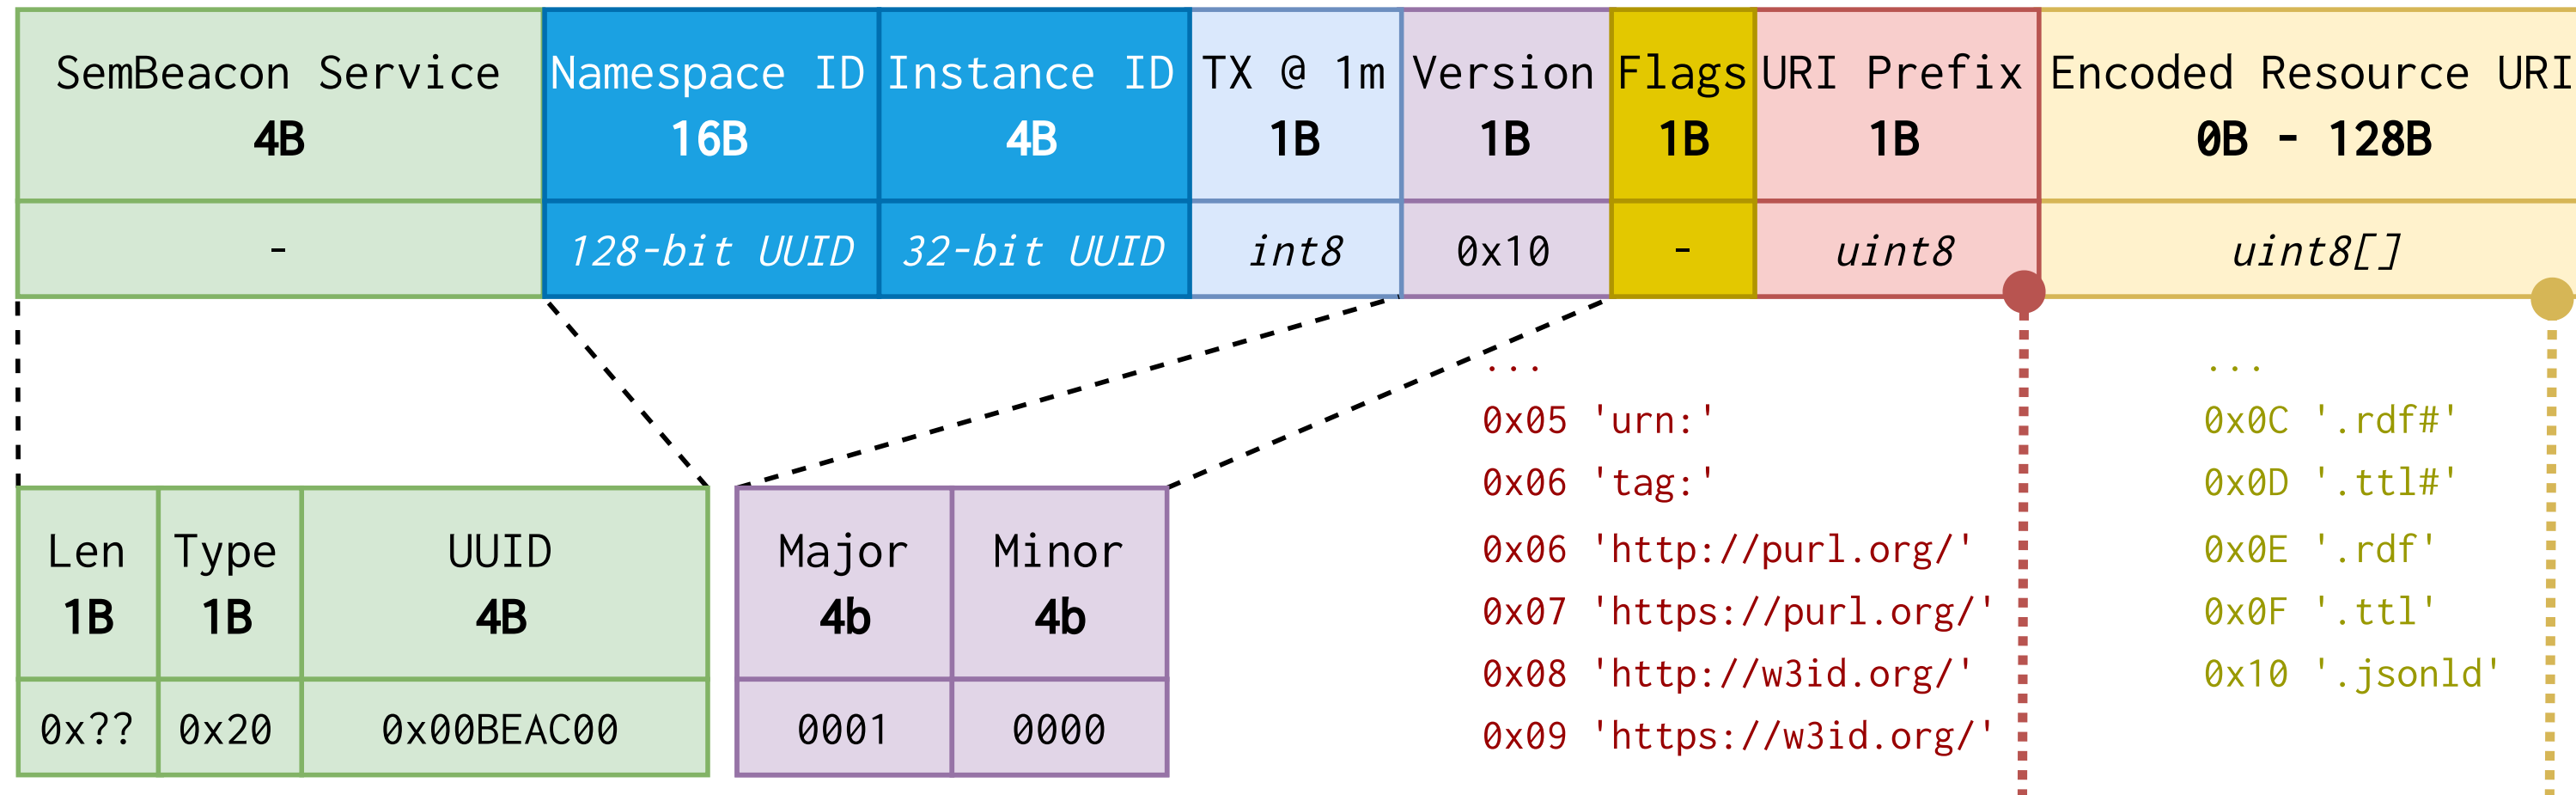 SemBeacon Service Namespace ID Instance ID TX @ 1m Version Flags URI Prefix Encoded Resource URI
4B 16B 4B 1B 1B 1B 1B 0B - 128B
- 128-bit UUID 32-bit UUID int8 0x10 - uint8 uint8[]
Len Type UUID
1B 1B 4B
0x?? 0x20 0x00BEAC00
Major Minor
4b 4b
0001 0000
...
0x05 'urn:'
0x06 'tag:'
0x06 'http://purl.org/'
0x07 'https://purl.org/'
0x08 'http://w3id.org/'
0x09 'https://w3id.org/'
...
0x0C '.rdf#'
0x0D '.ttl#'
0x0E '.rdf'
0x0F '.ttl'
0x10 '.jsonld'